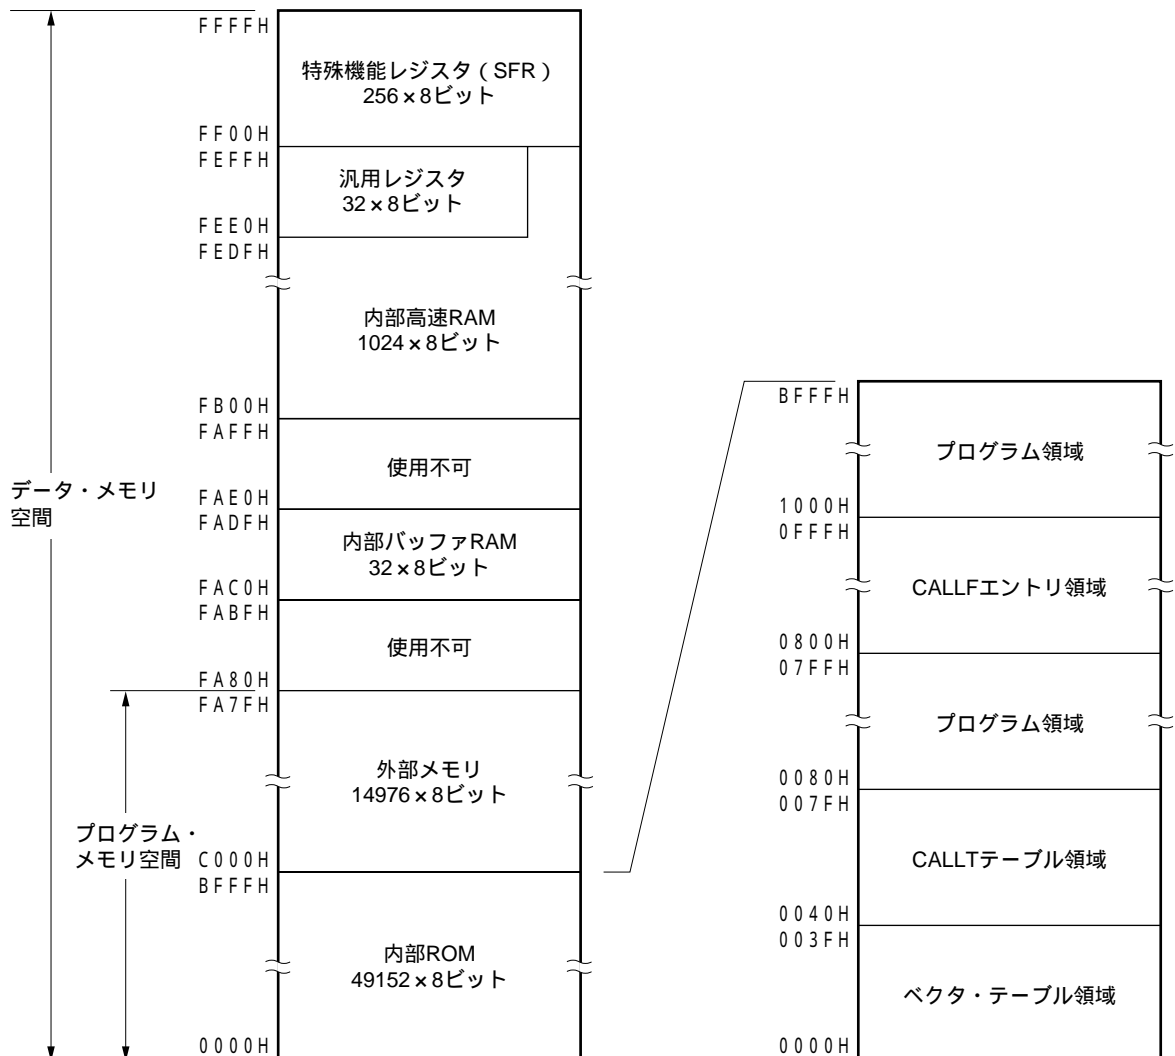 FFFFH
特殊機能レジスタ（SFR）
256×8ビット
FF00H
FEFFH
汎用レジスタ
32×8ビット
FEE0H
FEDFH
内部高速RAM
1024×8ビット
FB00H
FAFFH
使用不可
データ・メモリ
空間
FAE0H
FADFH
内部バッファRAM
32×8ビット
FAC0H
FABFH
使用不可
FA80H
FA7FH
外部メモリ
14976×8ビット
プログラム・
メモリ空間
C000H
BFFFH
内部ROM
49152×8ビット
0000H
BFFFH
プログラム領域
1000H
0FFFH
CALLFエントリ領域
0800H
07FFH
プログラム領域
0080H
007FH
CALLTテーブル領域
0040H
003FH
ベクタ・テーブル領域
0000H